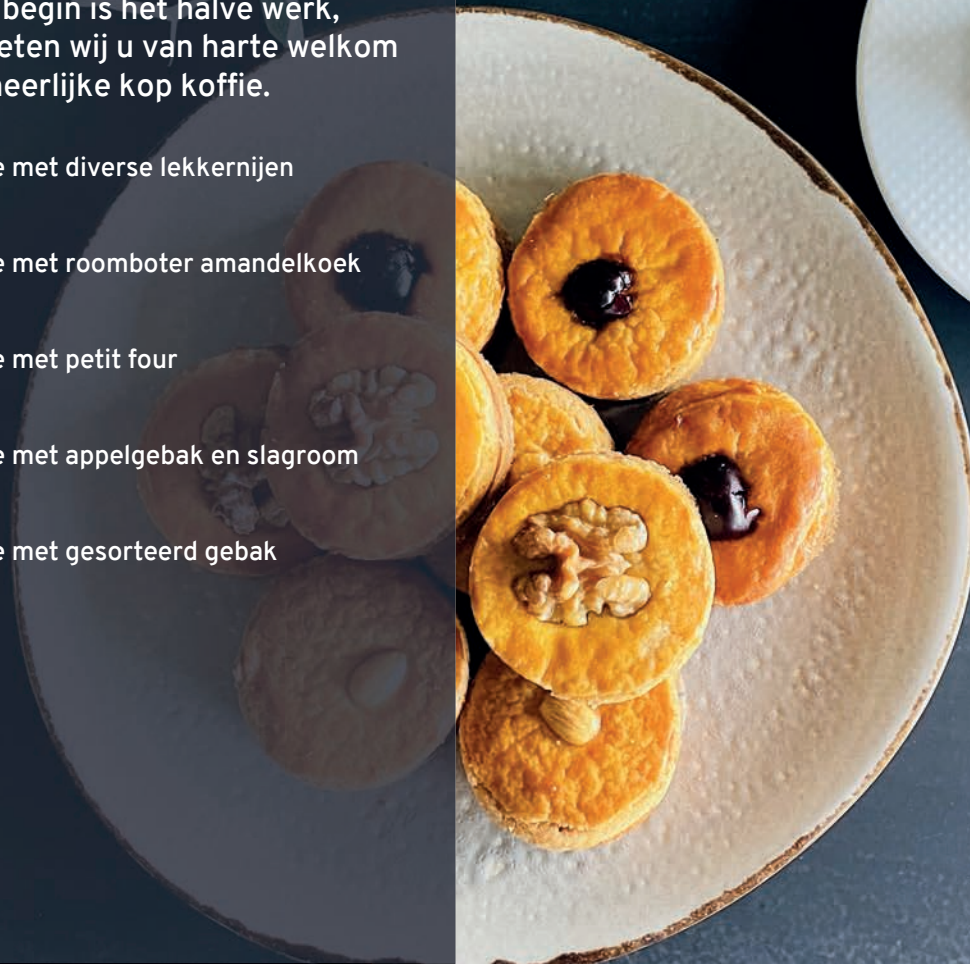 begin is het halve werk,
eten wij u van harte welkom
heerlijke kop koffie.
e met diverse lekkernijen
e met roomboter amandelkoek
e met petit four
e met appelgebak en slagroom
e met gesorteerd gebak